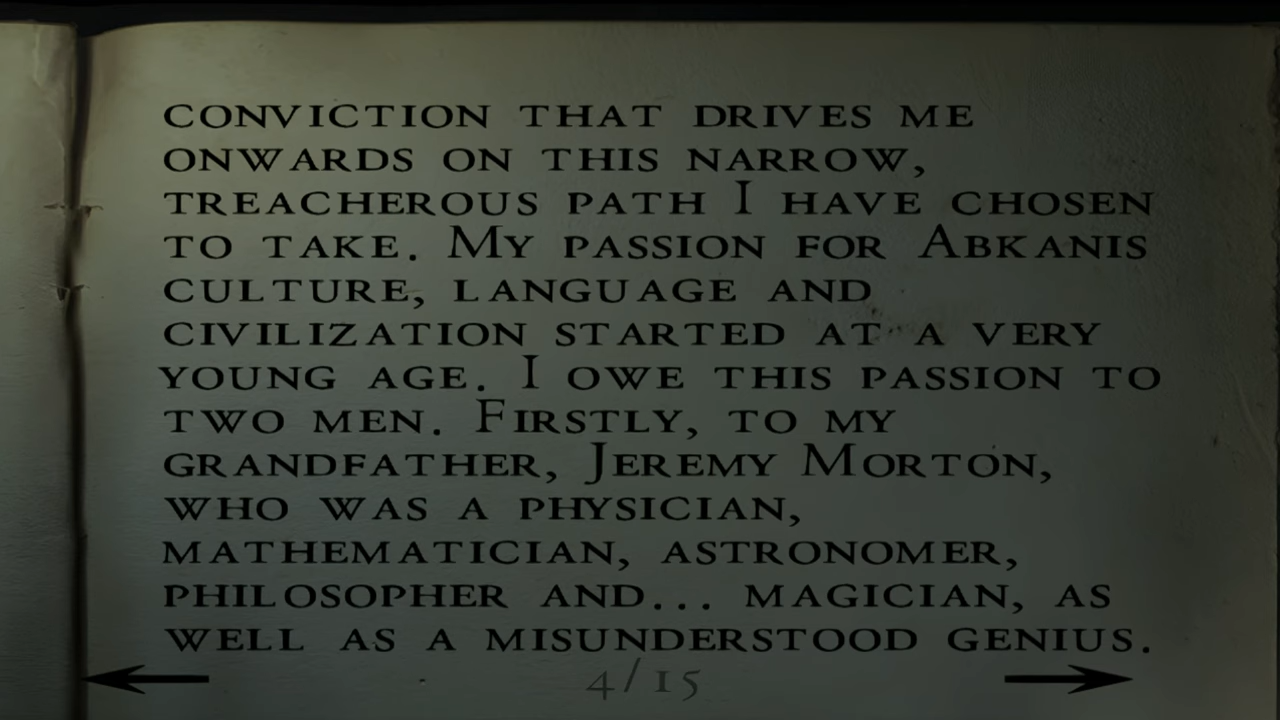 CONVICTION THAT DRIVES ME
ONWARDS ON THIS NARROW,
TREACHEROUS PATH I HAVE CHOSEN
TO TAKE. MY PASSION FOR ABKANIS
CULTURE, LANGUAGE AND
CIVILIZATION STARTED AT A VERY
YOUNG AGE. I OWE THIS PASSION TO
TWO MEN. FIRSTLY, TO MY
GRANDFATHER, JEREMY MORTON,
WHO WAS A PHYSICIAN,
MATHEMATICIAN, ASTRONOMER,
PHILOSOPHER AND... MAGICIAN, AS
WELL AS A MISUNDERSTOOD GENIUS.
4/15